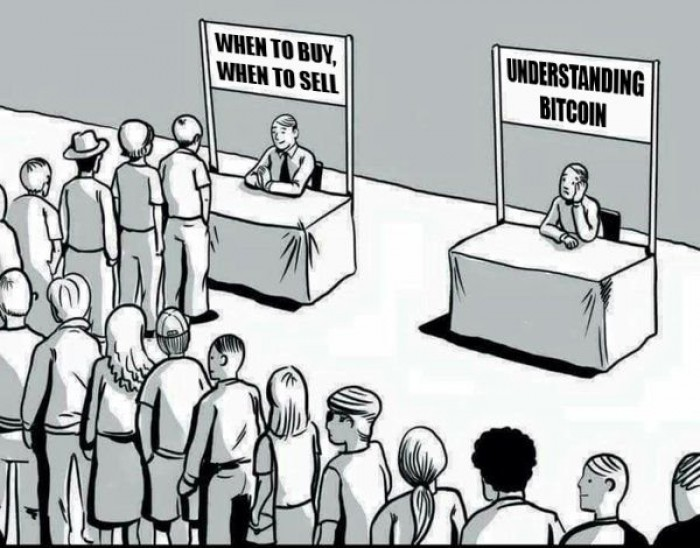 WHEN TO BUY,
WHEN TO SELL
UNDERSTANDING
BITCOIN